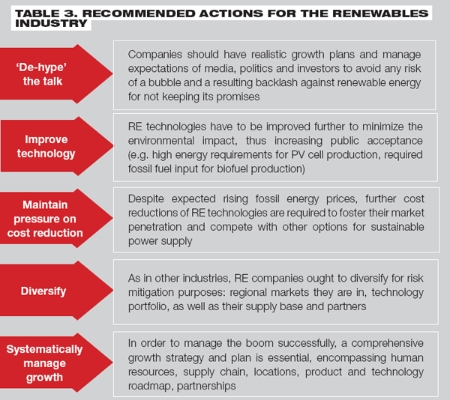 TABLE 3. RECOMMENDED ACTIONS FOR THE RENEWABLES
INDUSTRY
'De-hype'
the talk
Companies should have realistic growth plans and manage
expectations of media, politics and investors to avoid any risk
of a bubble and a resulting backlash against renewable energy
for not keeping its promises
Improve
technology
RE technologies have to be improved further to minimize the
environmental impact, thus increasing public acceptance
(e.g. high energy requirements for PV cell production, required
fossil fuel input for biofuel production)
Maintain
pressure on
cost reduction
Despite expected rising fossil energy prices, further cost
reductions of RE technologies are required to foster their market
penetration and compete with other options for sustainable
power supply
Diversify
As in other industries, RE companies ought to diversify for risk
mitigation purposes: regional markets they are in, technology
portfolio, as well as their supply base and partners
Systematically
manage
growth
In order to manage the boom successfully, a comprehensive
growth strategy and plan is essential, encompassing human
resources, supply chain, locations, product and technology
roadmap, partnerships